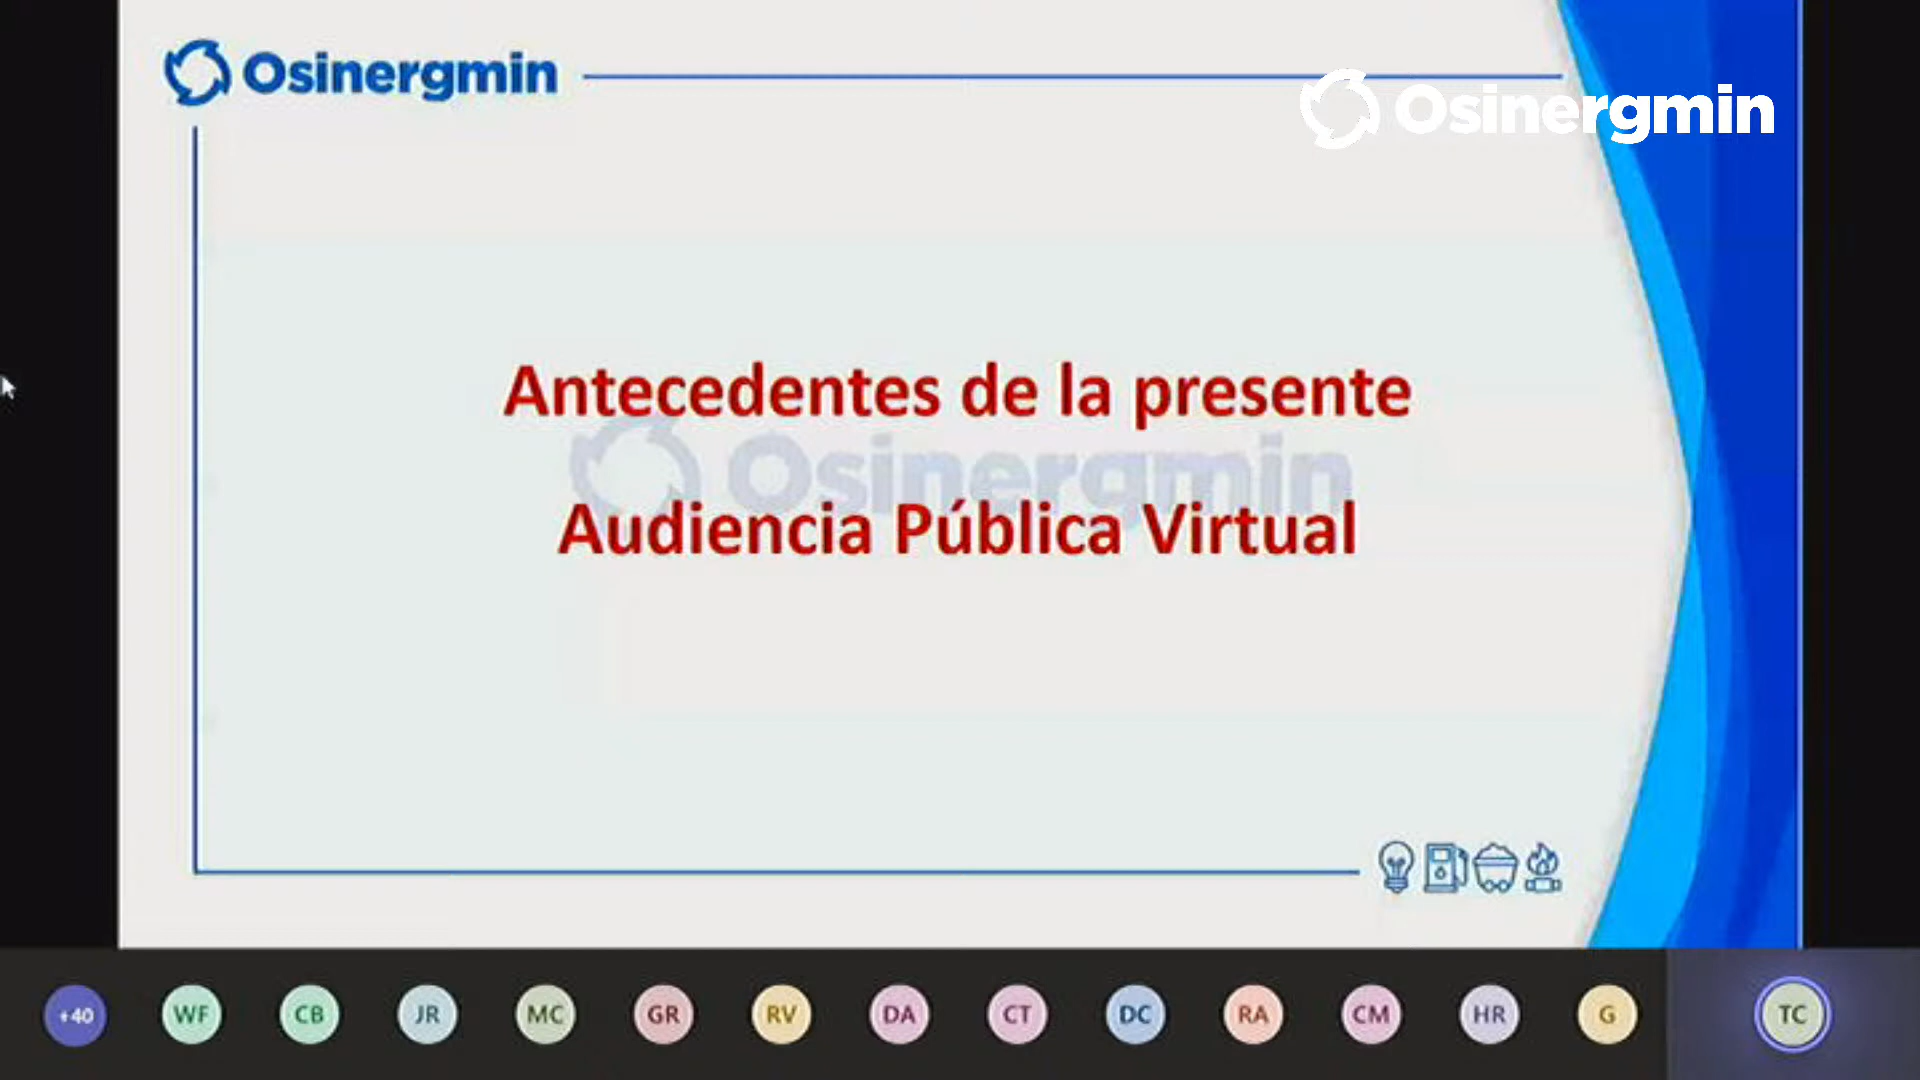 Osinergmin
Osinergmin
Antecedentes de la presente
Osinergmin
Audiencia Pública Virtual
+40 WF CB JR MC GR RV DA CT DC RA CM HR G TC